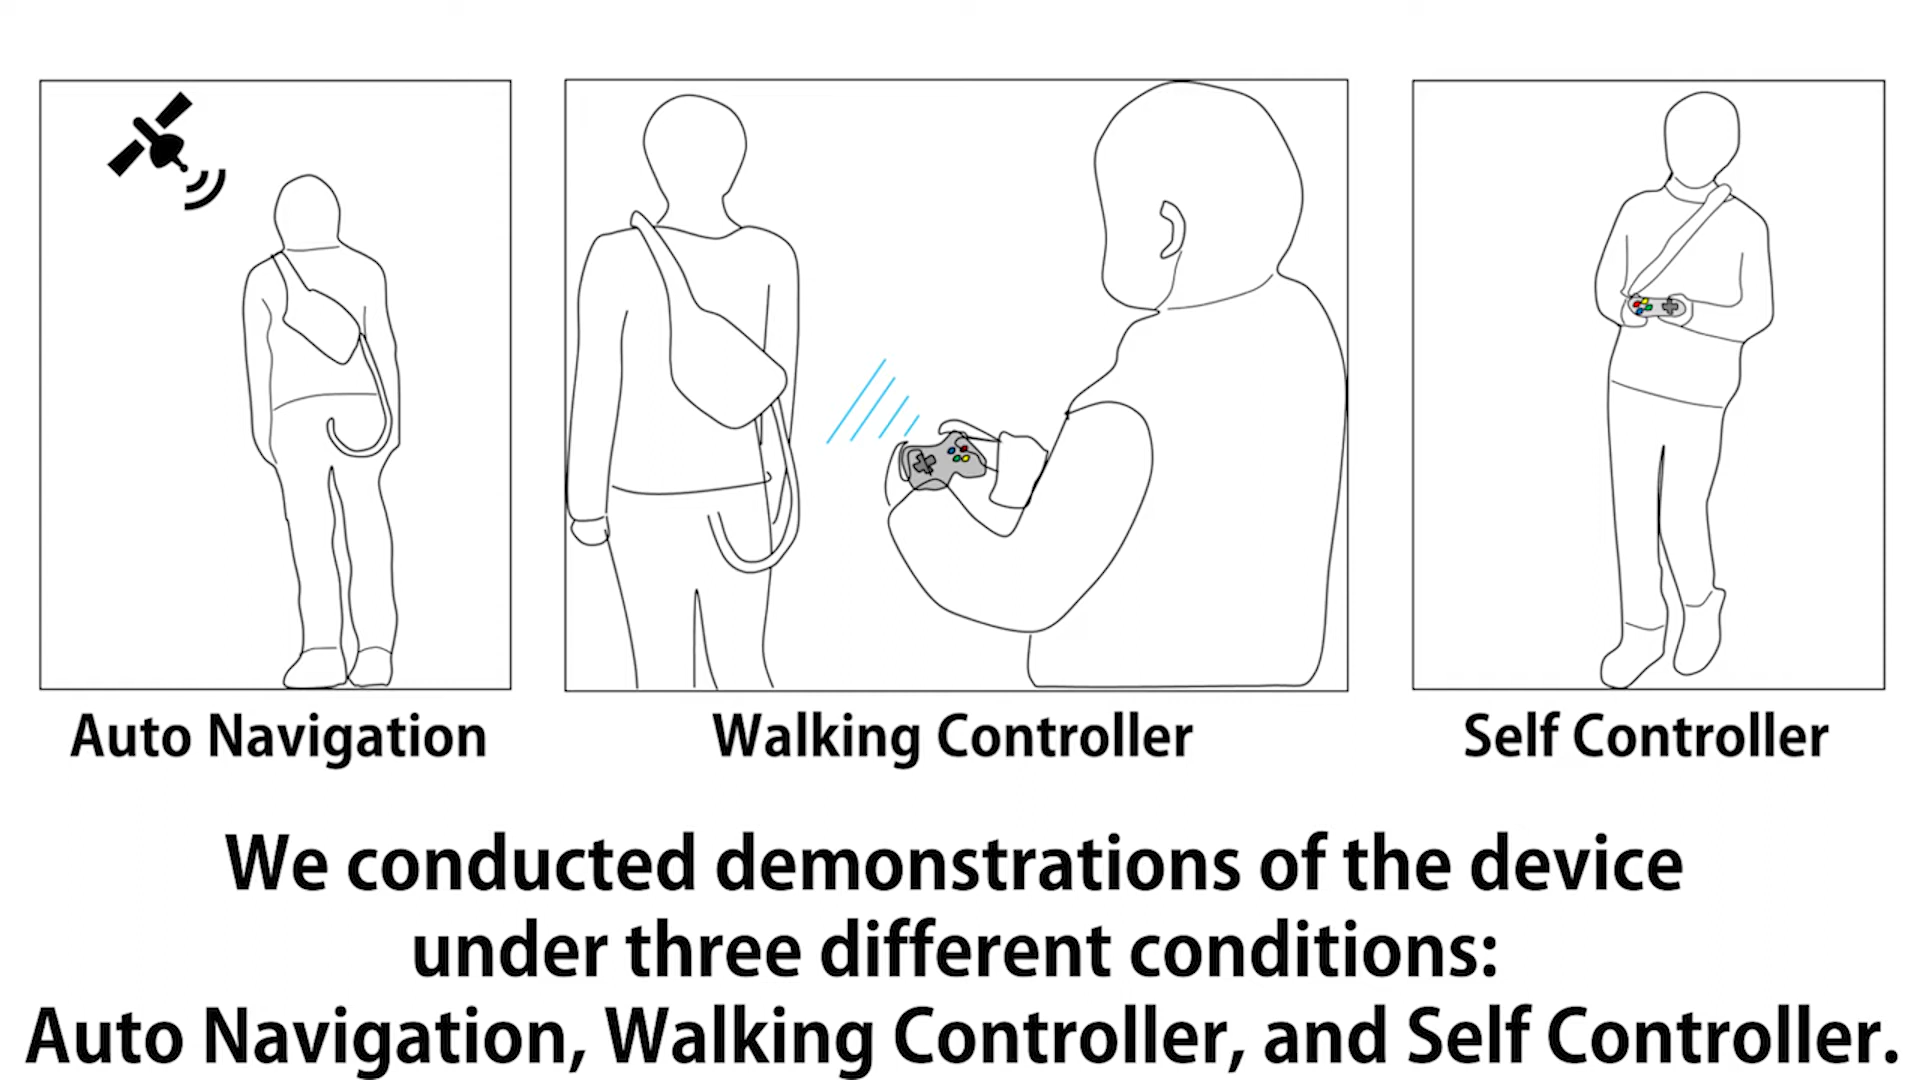 Auto Navigation
Walking Controller
Self Controller
We conducted demonstrations of the device
under three different conditions:
Auto Navigation, Walking Controller, and Self Controller.